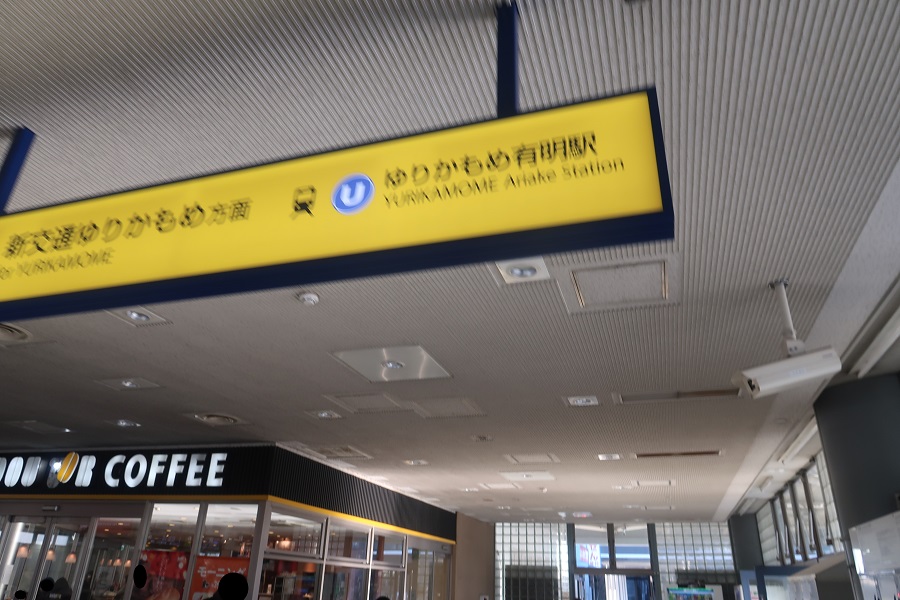 新交通ゆりかもめ方面
for YURIKAMOME
U
ゆりかもめ有明駅
YURIKAMOME Ariake Station
COFFEE